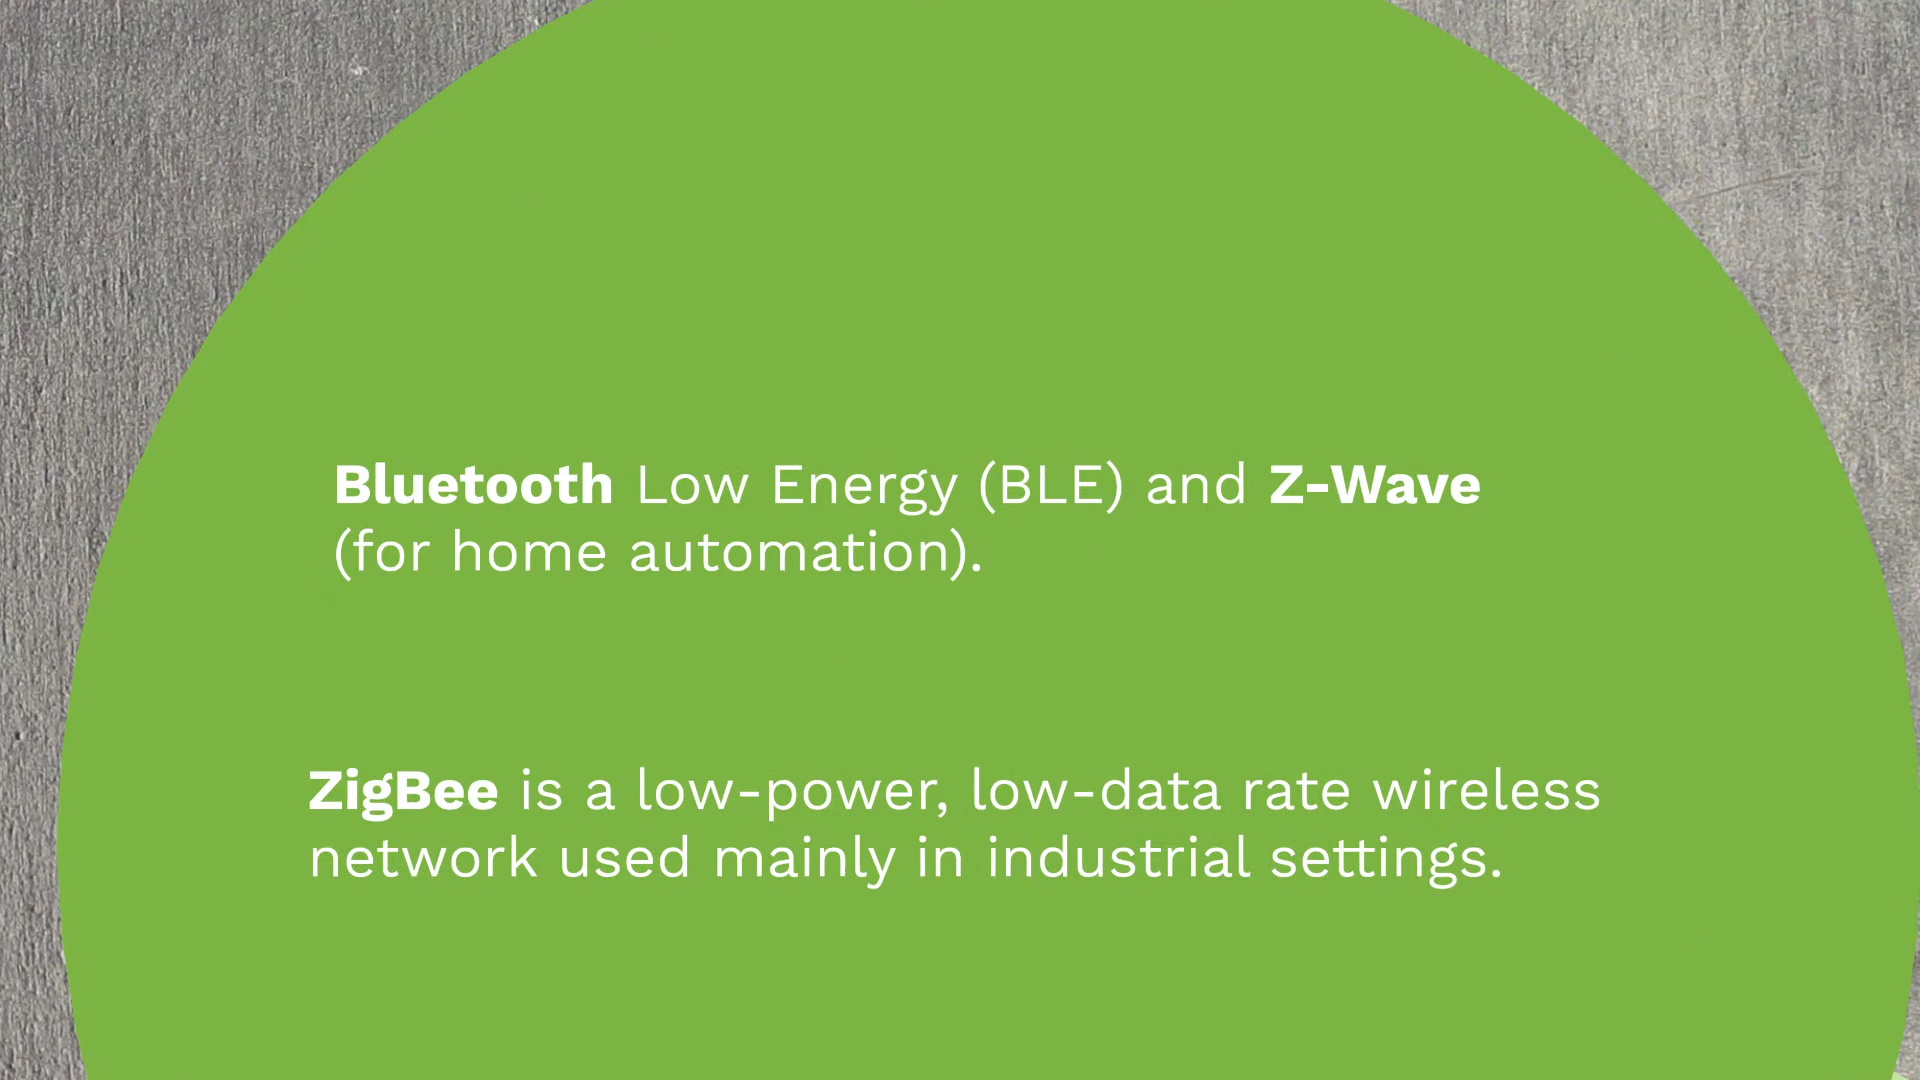 Bluetooth Low Energy (BLE) and Z-Wave
(for home automation).
ZigBee is a low-power, low-data rate wireless
network used mainly in industrial settings.